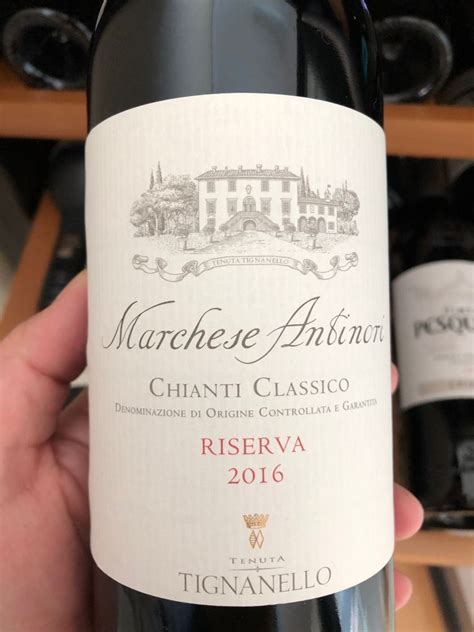 TENUTA TIGNANELLO
Marchese Antinori
CHIANTI CLASSICO
DENOMINAZIONE DI ORIGINE CONTROLLATA E GARANTITA
RISERVA
2016
TENUTA
TIGNANELLO